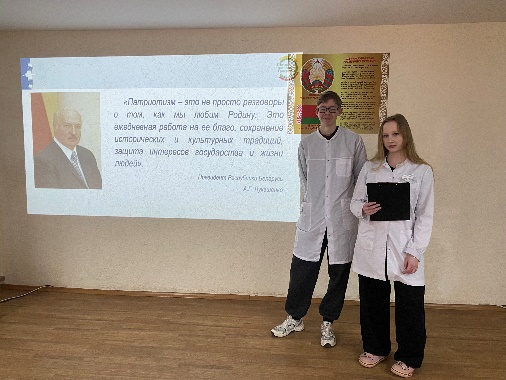 «Патриотизм – это не просто разговоры
о том, как мы любим Родину. Это
ежедневная работа на ее благо, сохранение
исторических и культурных традиций,
защита интересов государства и жизни
людей»
Президент Республики Беларусь
А.Г. Лукашенко